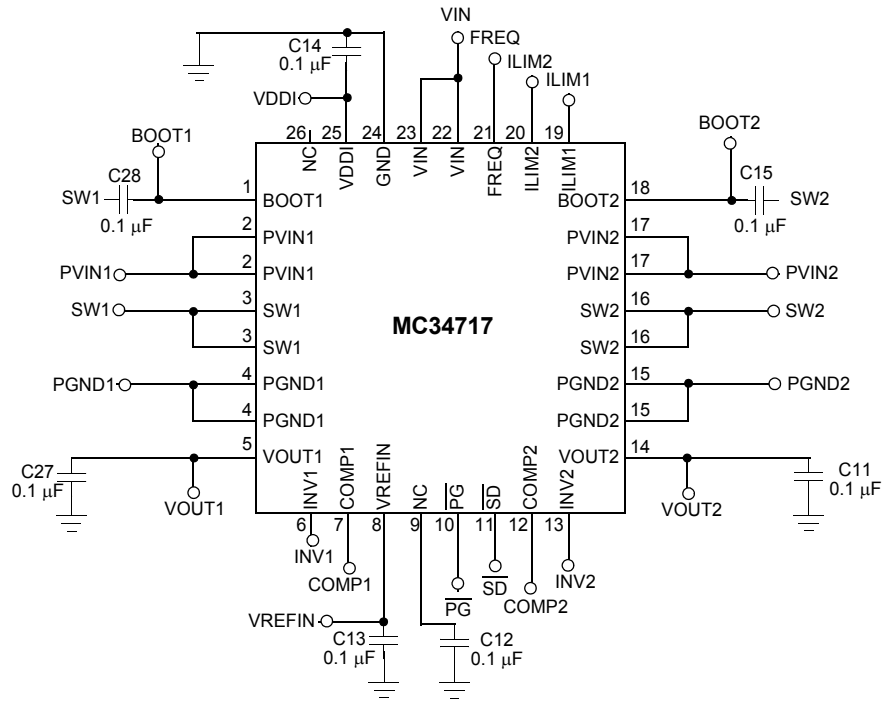 VIN
FREQ
ILIM2
ILIM1
C14
0.1 μF
VDDI
BOOT1
BOOT2
26 25 24 23 22 21 20 19
NC VDDI GND VIN VIN FREQ ILIM2 ILIM1
SW1 C28
0.1 μF
1 BOOT1
BOOT2 18
C15 SW2
0.1 μF
2 PVIN1
PVIN2 17
PVIN1
2 PVIN1
PVIN2 17
PVIN2
SW1
3 SW1
SW2 16
SW2
MC34717
3 SW1
SW2 16
PGND1
4 PGND1
PGND2 15
PGND2
4 PGND1
PGND2 15
5 VOUT1
VOUT2 14
C27
0.1 μF
VOUT1
C11
0.1 μF
VOUT2
INV1 COMP1 VREFIN NC PG SD COMP2 INV2
6 7 8 9 10 11 12 13
INV1
COMP1
PG
SD
COMP2
INV2
VREFIN
C13
0.1 μF
C12
0.1 μF